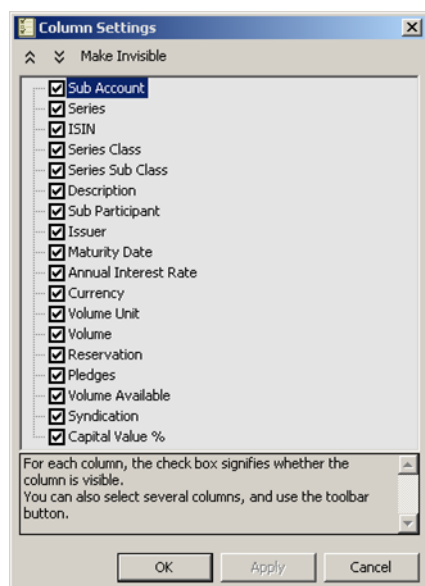 Column Settings
Make Invisible
Sub Account
Series
ISIN
Series Class
Series Sub Class
Description
Sub Participant
Issuer
Maturity Date
Annual Interest Rate
Currency
Volume Unit
Volume
Reservation
Pledges
Volume Available
Syndication
Capital Value %
For each column, the check box signifies whether the
column is visible.
You can also select several columns, and use the toolbar
button.
OK Apply Cancel